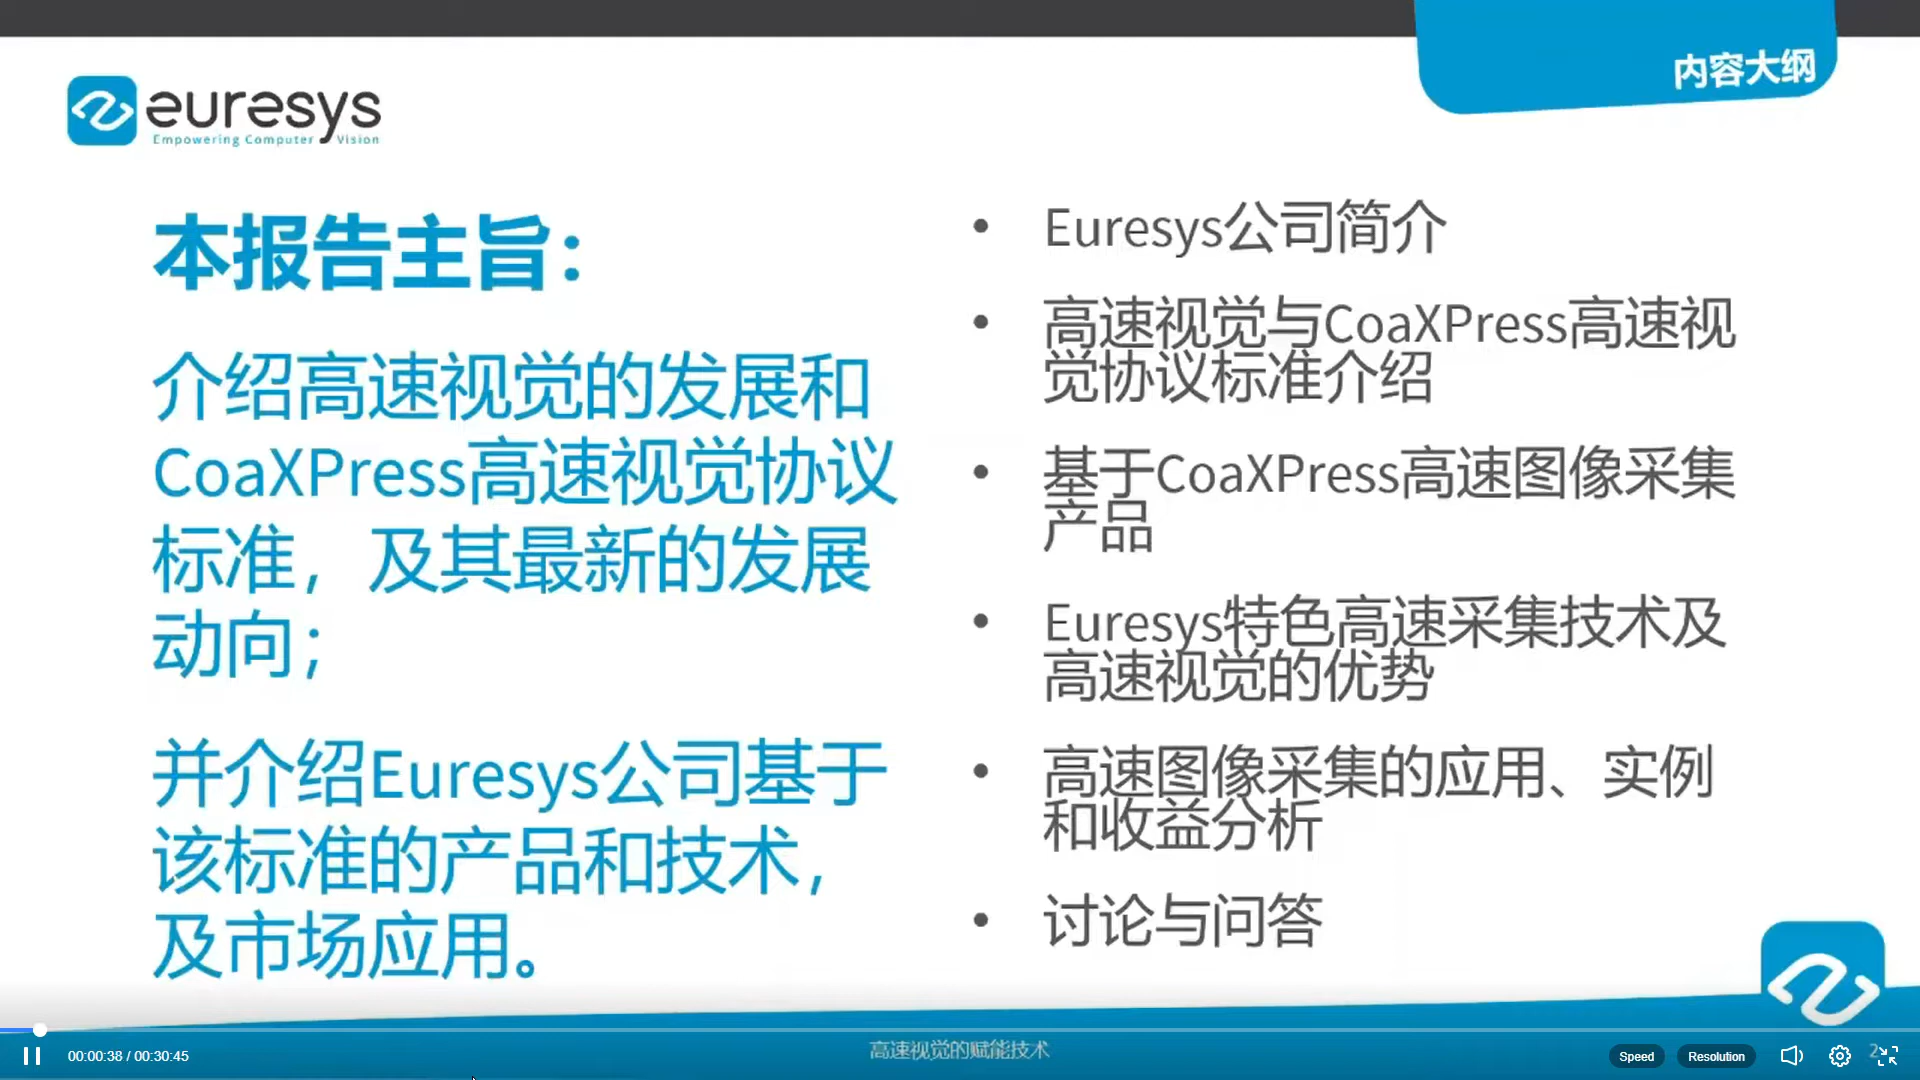 内容大纲
euresys
Empowering Computer Vision
本报告主旨：
介绍高速视觉的发展和
CoaXPress高速视觉协议
标准，及其最新的发展
动向；
并介绍Euresys公司基于
该标准的产品和技术，
及市场应用。
• Euresys公司简介
• 高速视觉与CoaXPress高速视
觉协议标准介绍
• 基于CoaXPress高速图像采集
产品
• Euresys特色高速采集技术及
高速视觉的优势
• 高速图像采集的应用、实例
和收益分析
• 讨论与问答
高速视觉的赋能技术
00:00:38 / 00:30:45
Speed
Resolution
2